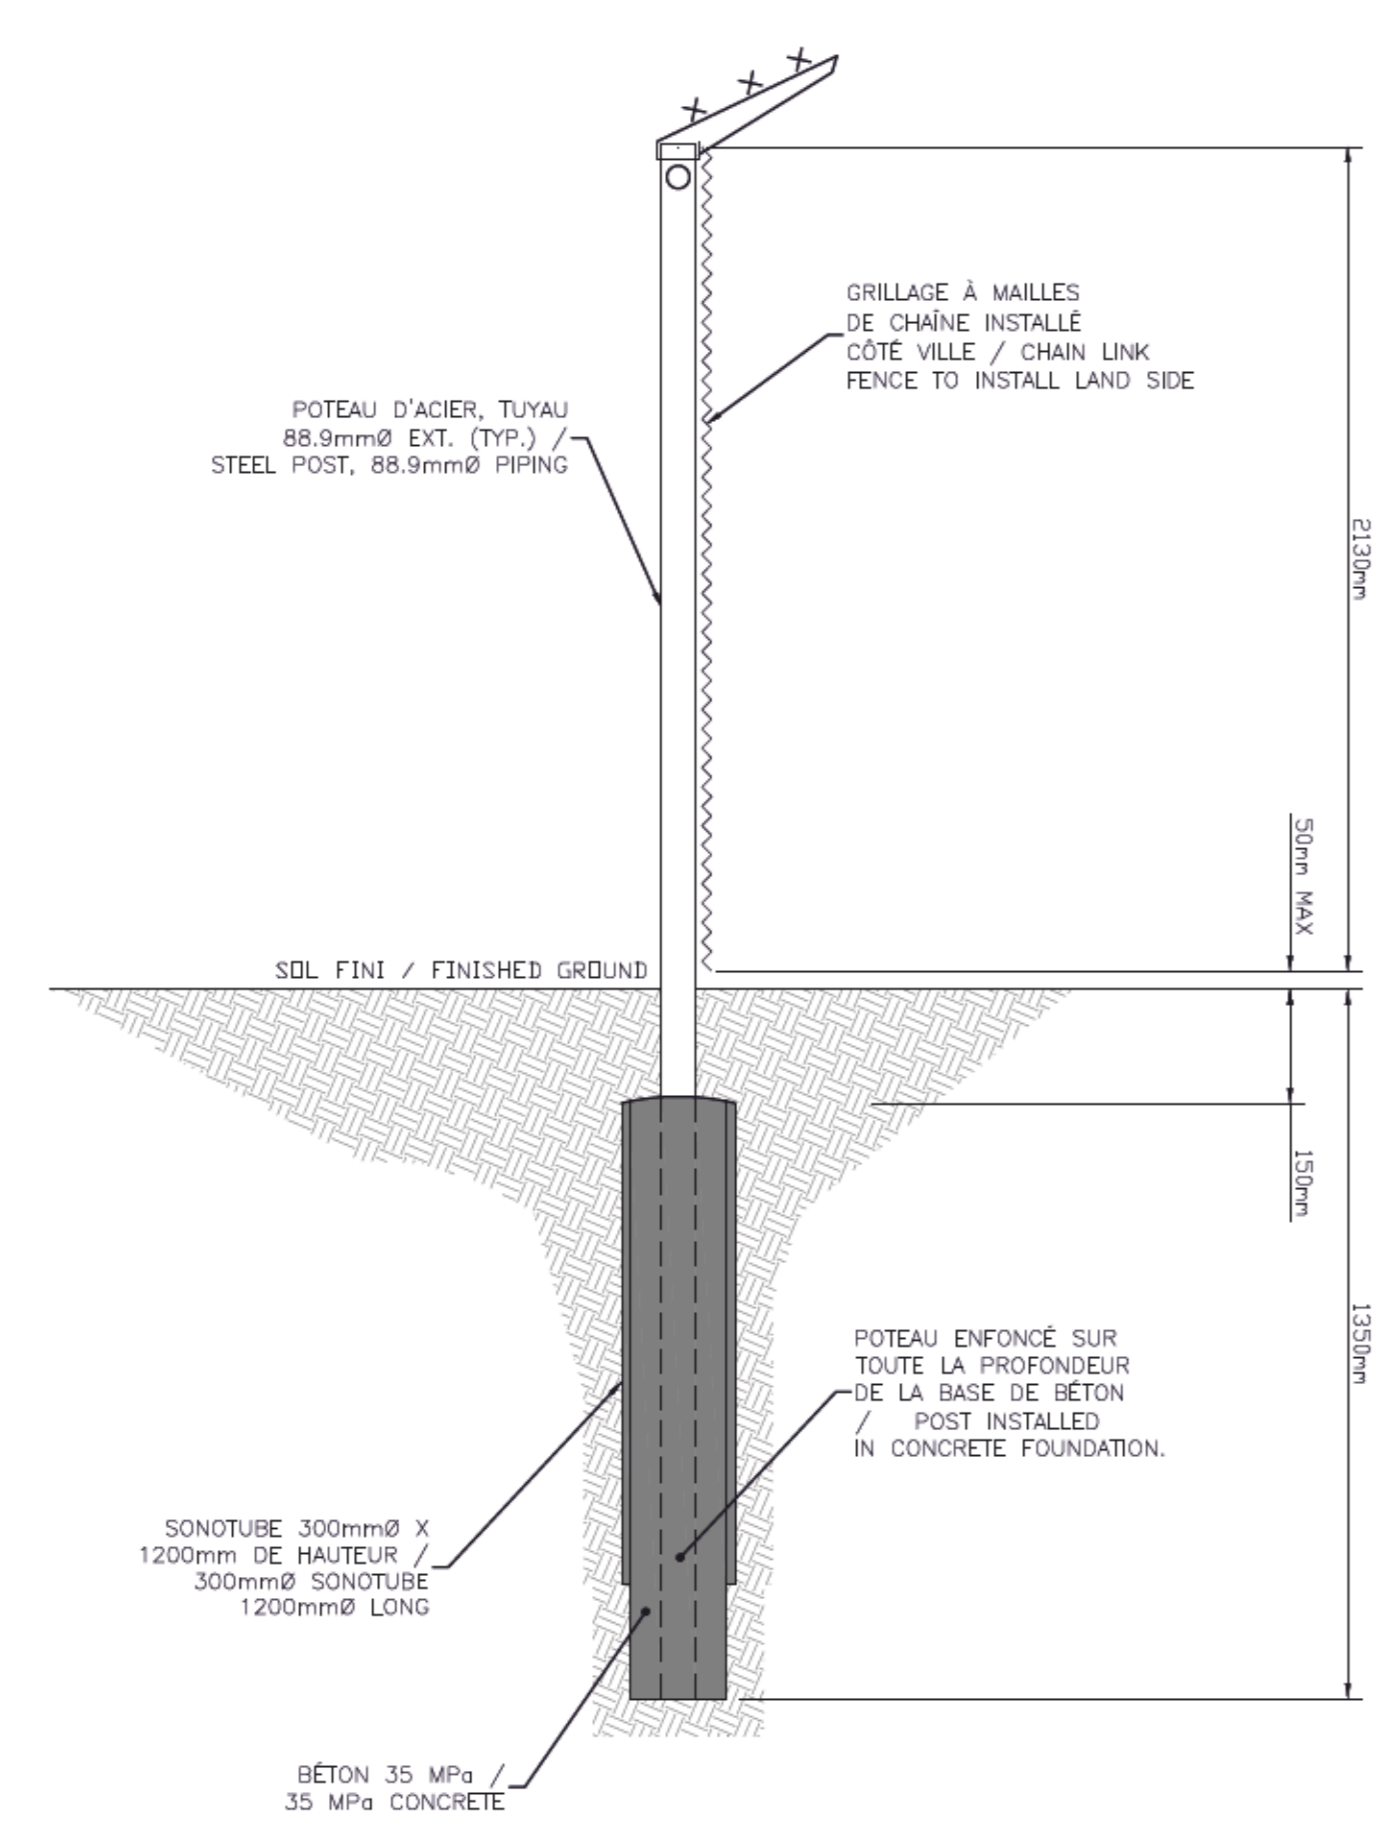 GRILLAGE À MAILLES
DE CHAÎNE INSTALLÉ
CÔTÉ VILLE / CHAIN LINK
FENCE TO INSTALL LAND SIDE
POTEAU D'ACIER, TUYAU
88.9mmØ EXT. (TYP.) /
STEEL POST, 88.9mmØ PIPING
2130mm
50mm MAX
SOL FINI / FINISHED GROUND
150mm
1350mm
POTEAU ENFONCÉ SUR
TOUTE LA PROFONDEUR
DE LA BASE DE BÉTON
/ POST INSTALLED
IN CONCRETE FOUNDATION.
SONOTUBE 300mmØ X
1200mm DE HAUTEUR /
300mmØ SONOTUBE
1200mmØ LONG
BÉTON 35 MPa /
35 MPa CONCRETE